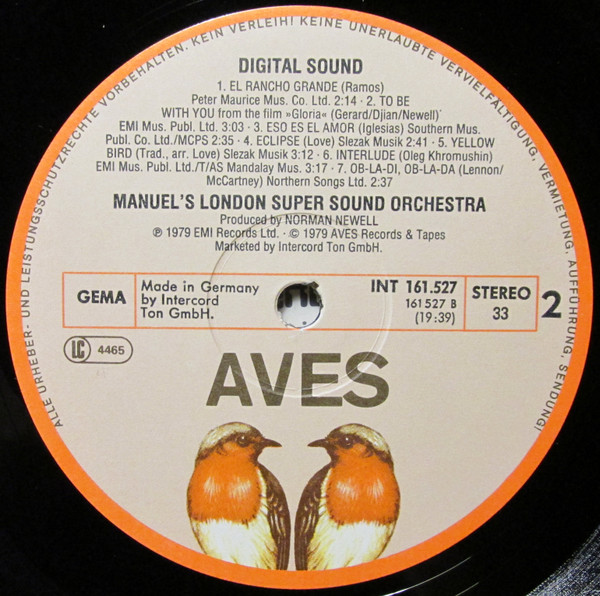 ALLE URHEBER- UND LEISTUNGSSCHUTZRECHTE VORBEHALTEN. KEIN VERLEIH! KEINE UNERLAUBTE VERVIELFÄLTIGUNG, VERMIETUNG, AUFFÜHRUNG, SENDUNG!
DIGITAL SOUND
1. EL RANCHO GRANDE (Ramos)
Peter Maurice Mus. Co. Ltd. 2:14 · 2. TO BE
WITH YOU from the film »Gloria« (Gerard/Djian/Newell)
EMI Mus. Publ. Ltd. 3:03 · 3. ESO ES EL AMOR (Iglesias) Southern Mus.
Publ. Co. Ltd./MCPS 2:35 · 4. ECLIPSE (Love) Slezak Musik 2:41 · 5. YELLOW
BIRD (Trad., arr. Love) Slezak Musik 3:12 · 6. INTERLUDE (Oleg Khromushin)
EMI Mus. Publ. Ltd./T/AS Mandalay Mus. 3:17 · 7. OB-LA-DI, OB-LA-DA (Lennon/
McCartney) Northern Songs Ltd. 2:37
MANUEL'S LONDON SUPER SOUND ORCHESTRA
Produced by NORMAN NEWELL
℗ 1979 EMI Records Ltd. · © 1979 AVES Records & Tapes
Marketed by Intercord Ton GmbH.
GEMA
Made in Germany
by Intercord
Ton GmbH.
INT 161.527
161 527 B
(19:39)
STEREO
33
2
LC 4465
AVES